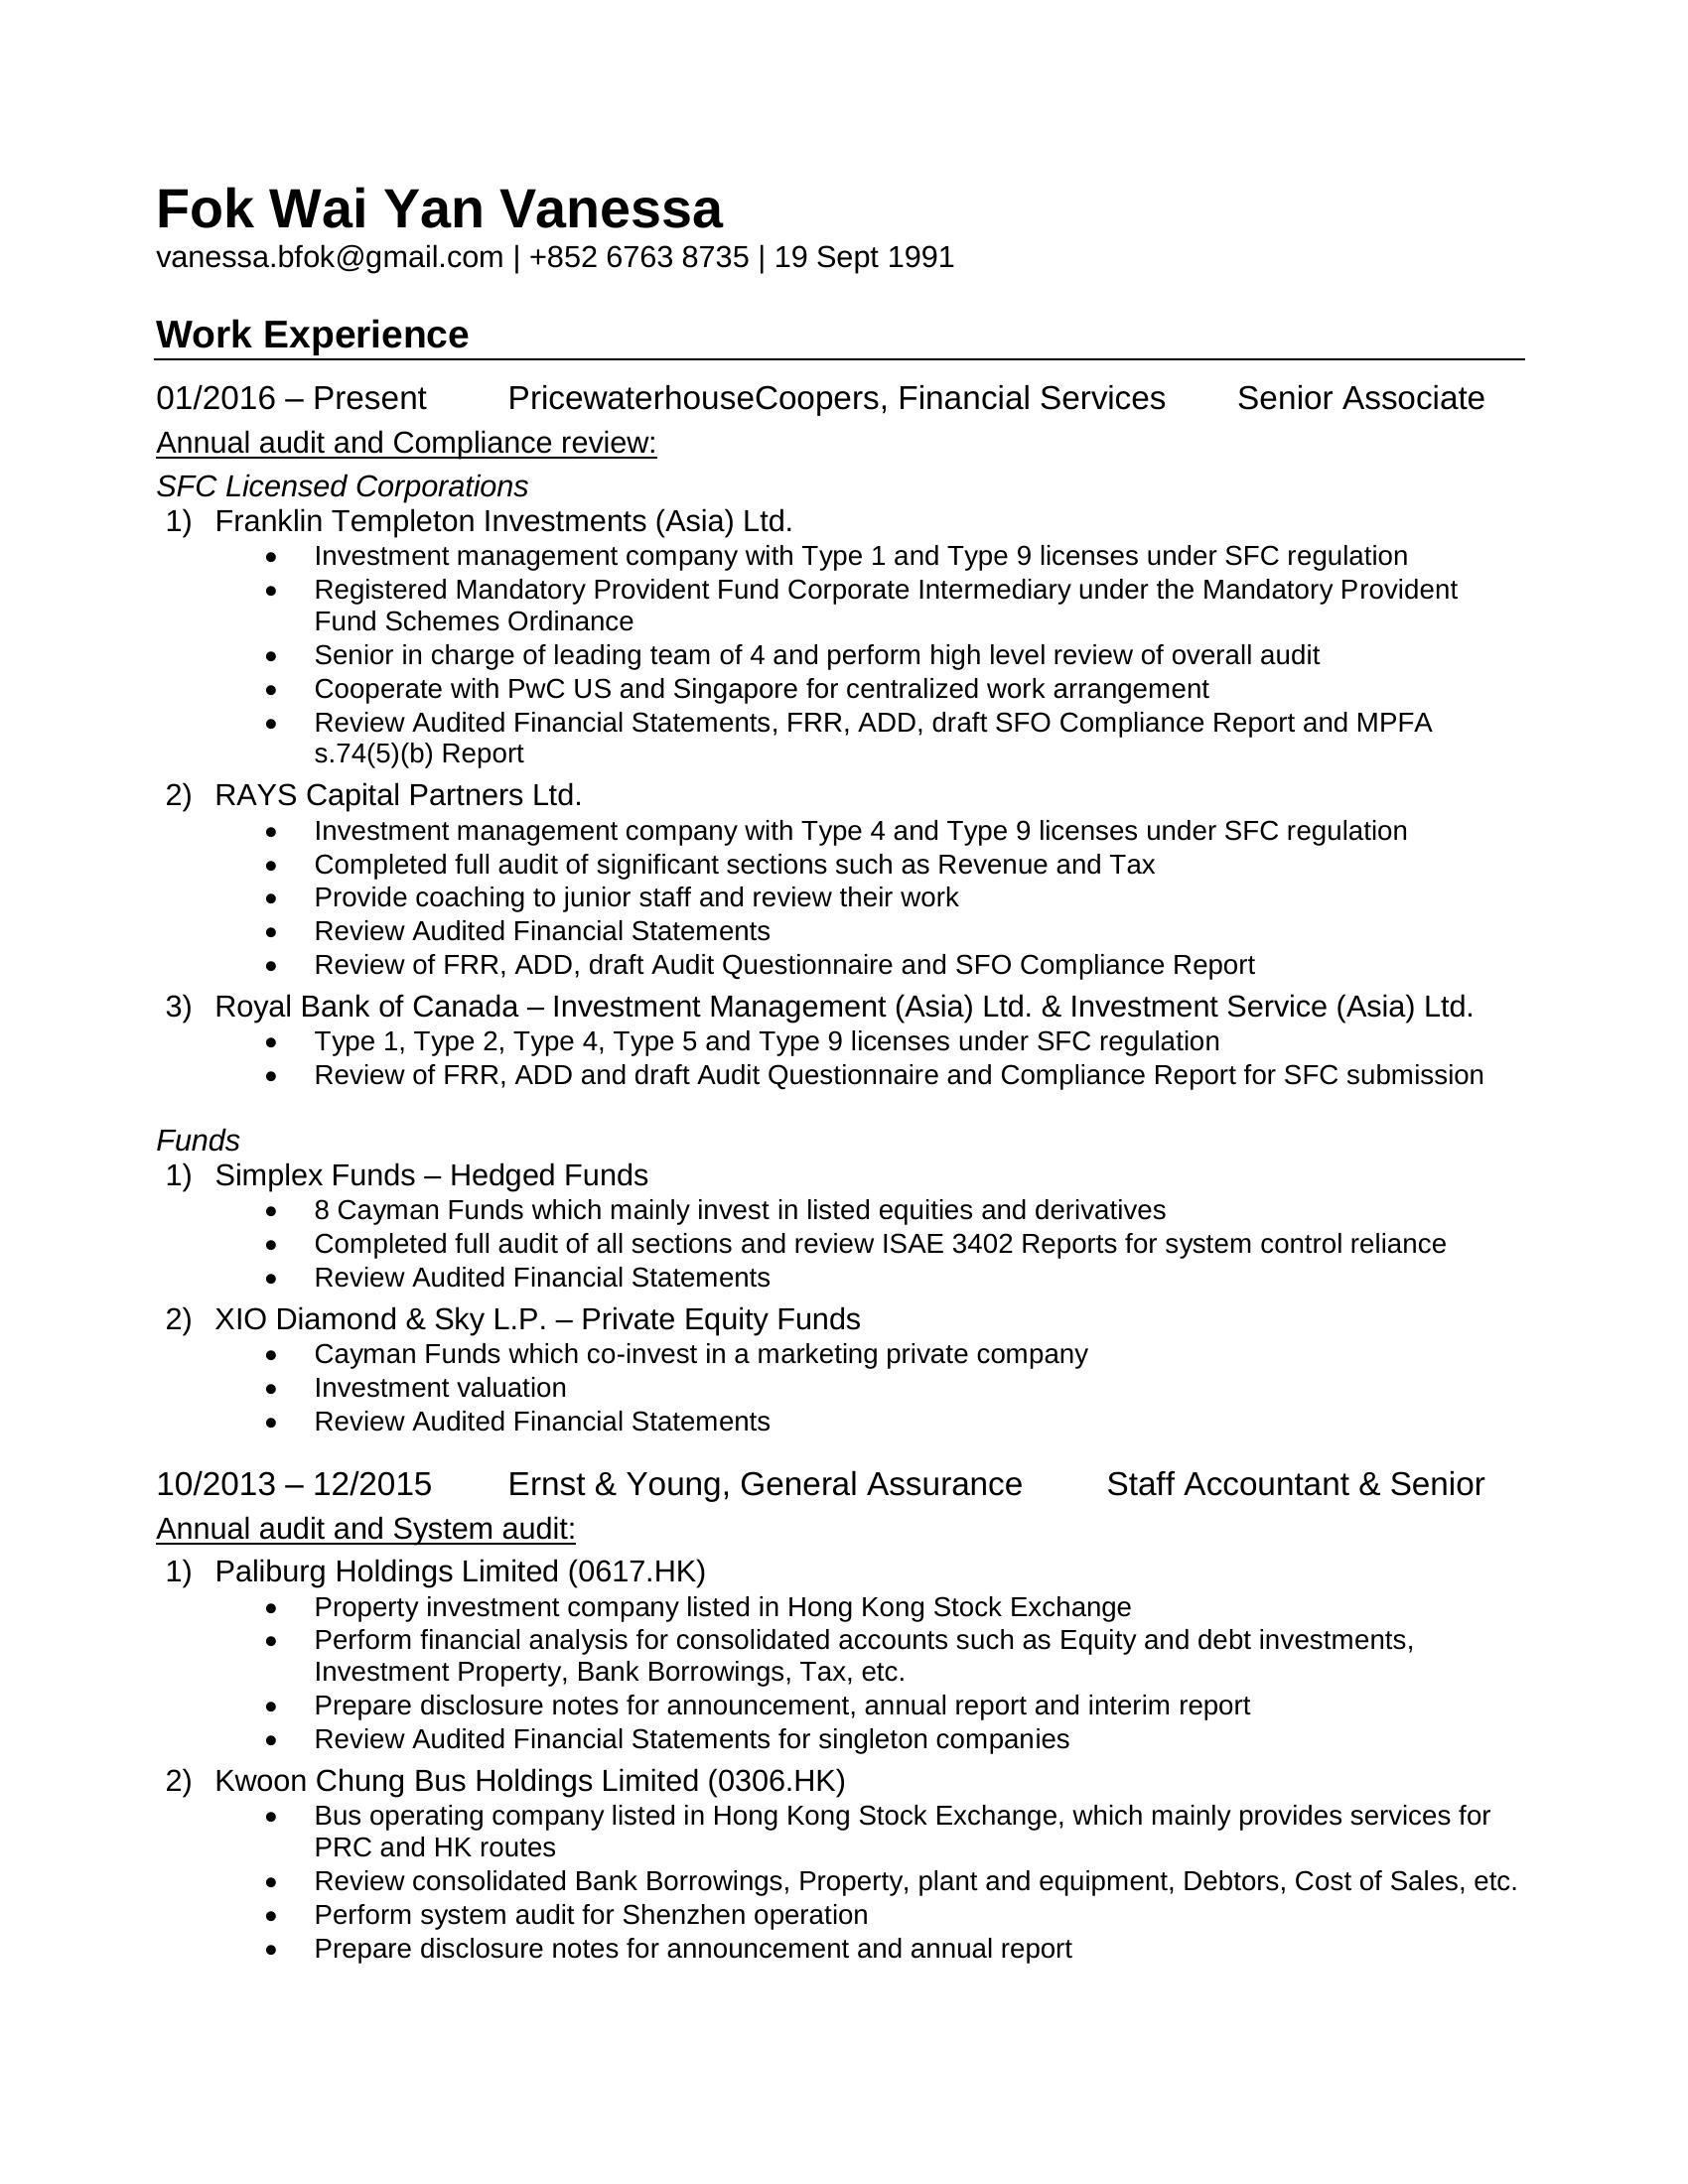 Fok Wai Yan Vanessa
vanessa.bfok@gmail.com | +852 6763 8735 | 19 Sept 1991
Work Experience
01/2016 – Present PricewaterhouseCoopers, Financial Services Senior Associate
Annual audit and Compliance review:
SFC Licensed Corporations
1) Franklin Templeton Investments (Asia) Ltd.
• Investment management company with Type 1 and Type 9 licenses under SFC regulation
• Registered Mandatory Provident Fund Corporate Intermediary under the Mandatory Provident
Fund Schemes Ordinance
• Senior in charge of leading team of 4 and perform high level review of overall audit
• Cooperate with PwC US and Singapore for centralized work arrangement
• Review Audited Financial Statements, FRR, ADD, draft SFO Compliance Report and MPFA
s.74(5)(b) Report
2) RAYS Capital Partners Ltd.
• Investment management company with Type 4 and Type 9 licenses under SFC regulation
• Completed full audit of significant sections such as Revenue and Tax
• Provide coaching to junior staff and review their work
• Review Audited Financial Statements
• Review of FRR, ADD, draft Audit Questionnaire and SFO Compliance Report
3) Royal Bank of Canada – Investment Management (Asia) Ltd. & Investment Service (Asia) Ltd.
• Type 1, Type 2, Type 4, Type 5 and Type 9 licenses under SFC regulation
• Review of FRR, ADD and draft Audit Questionnaire and Compliance Report for SFC submission
Funds
1) Simplex Funds – Hedged Funds
• 8 Cayman Funds which mainly invest in listed equities and derivatives
• Completed full audit of all sections and review ISAE 3402 Reports for system control reliance
• Review Audited Financial Statements
2) XIO Diamond & Sky L.P. – Private Equity Funds
• Cayman Funds which co-invest in a marketing private company
• Investment valuation
• Review Audited Financial Statements
10/2013 – 12/2015 Ernst & Young, General Assurance Staff Accountant & Senior
Annual audit and System audit:
1) Paliburg Holdings Limited (0617.HK)
• Property investment company listed in Hong Kong Stock Exchange
• Perform financial analysis for consolidated accounts such as Equity and debt investments,
Investment Property, Bank Borrowings, Tax, etc.
• Prepare disclosure notes for announcement, annual report and interim report
• Review Audited Financial Statements for singleton companies
2) Kwoon Chung Bus Holdings Limited (0306.HK)
• Bus operating company listed in Hong Kong Stock Exchange, which mainly provides services for
PRC and HK routes
• Review consolidated Bank Borrowings, Property, plant and equipment, Debtors, Cost of Sales, etc.
• Perform system audit for Shenzhen operation
• Prepare disclosure notes for announcement and annual report